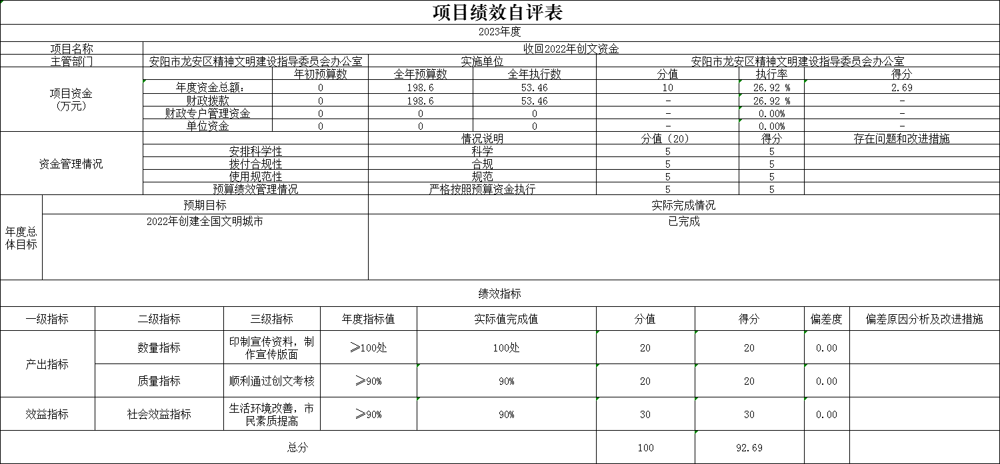 项目绩效自评表
2023年度
项目名称 收回2022年创文资金
主管部门 安阳市龙安区精神文明建设指导委员会办公室 实施单位 安阳市龙安区精神文明建设指导委员会办公室
项目资金
(万元)
年初预算数 全年预算数 全年执行数 分值 执行率 得分
年度资金总额： 0 198.6 53.46 10 26.92 % 2.69
财政拨款 0 198.6 53.46 - 26.92 % -
财政专户管理资金 0 0 0 - 0.00% -
单位资金 0 0 0 - 0.00% -
资金管理情况
情况说明 分值（20） 得分 存在问题和改进措施
安排科学性 科学 5 5
拨付合规性 合规 5 5
使用规范性 规范 5 5
预算绩效管理情况 严格按照预算资金执行 5 5
年度总
体目标
预期目标 实际完成情况
2022年创建全国文明城市 已完成
绩效指标
一级指标 二级指标 三级指标 年度指标值 实际值完成值 分值 得分 偏差度 偏差原因分析及改进措施
产出指标
数量指标
印制宣传资料，制
作宣传版面
≥100处 100处 20 20 0.00
质量指标 顺利通过创文考核 ≥90% 90% 20 20 0.00
效益指标 社会效益指标
生活环境改善，市
民素质提高
≥90% 90% 30 30 0.00
总分 100 92.69